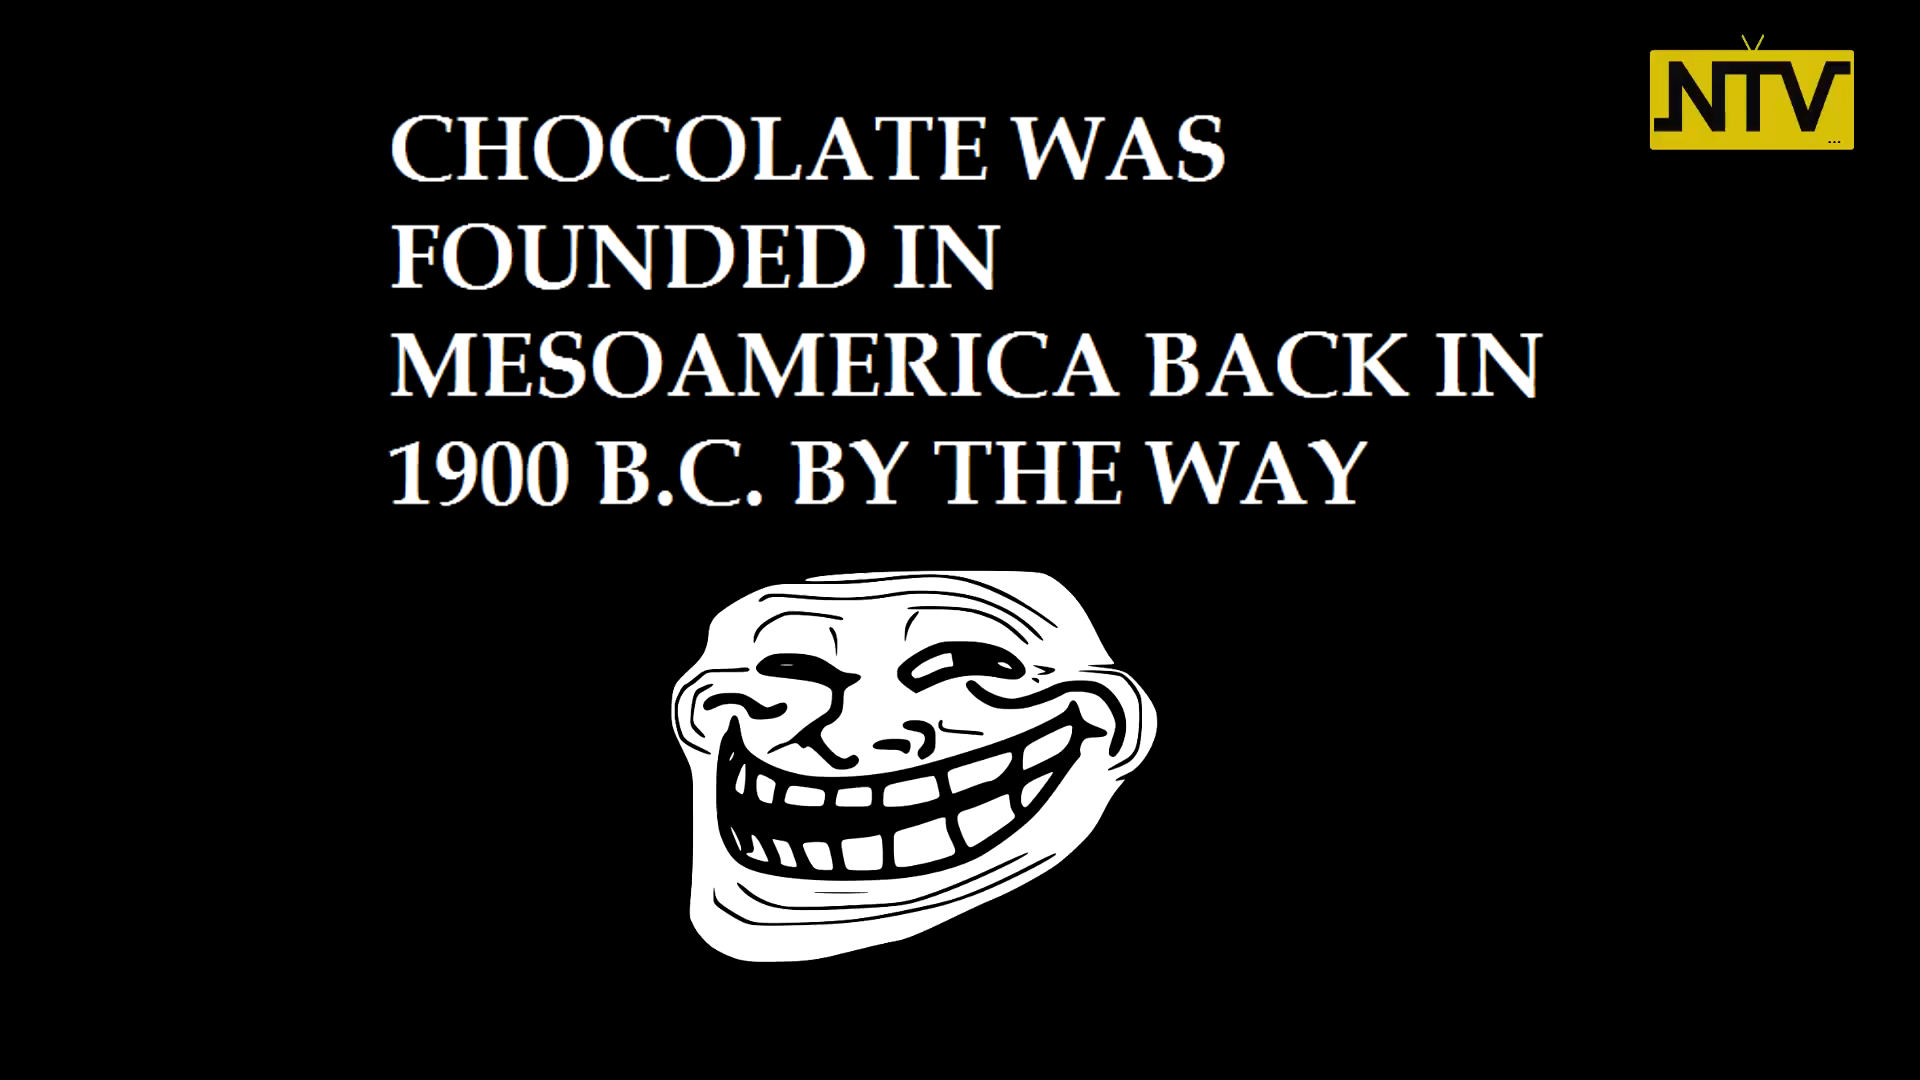 NTV
...
CHOCOLATE WAS
FOUNDED IN
MESOAMERICA BACK IN
1900 B.C. BY THE WAY